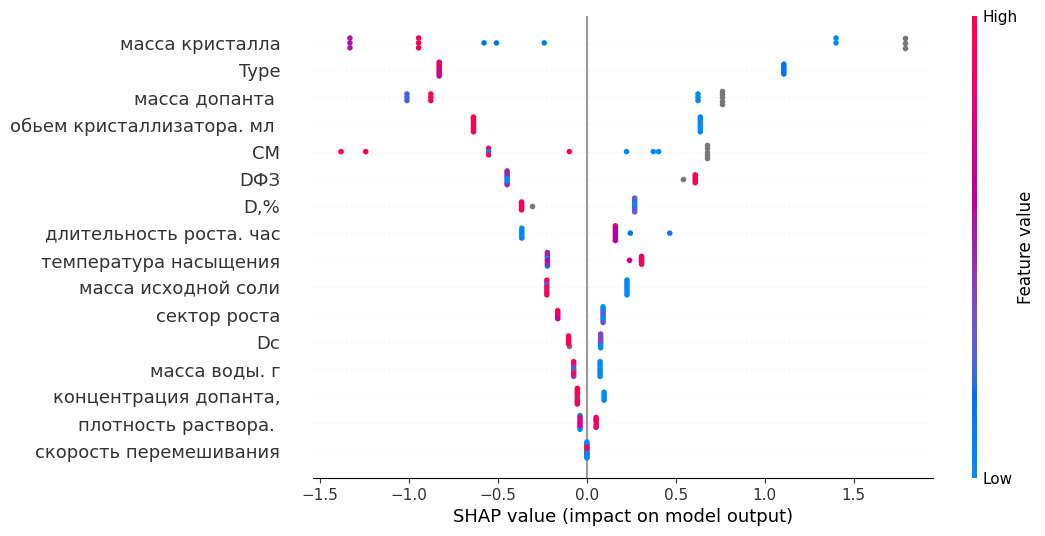 High
масса кристалла
Type
масса допанта
обьем кристаллизатора. мл
СМ
DФЗ
D,%
длительность роста. час
температура насыщения
масса исходной соли
сектор роста
Dc
масса воды. г
концентрация допанта,
плотность раствора.
скорость перемешивания
Feature value
Low
−1.5 −1.0 −0.5 0.0 0.5 1.0 1.5
SHAP value (impact on model output)